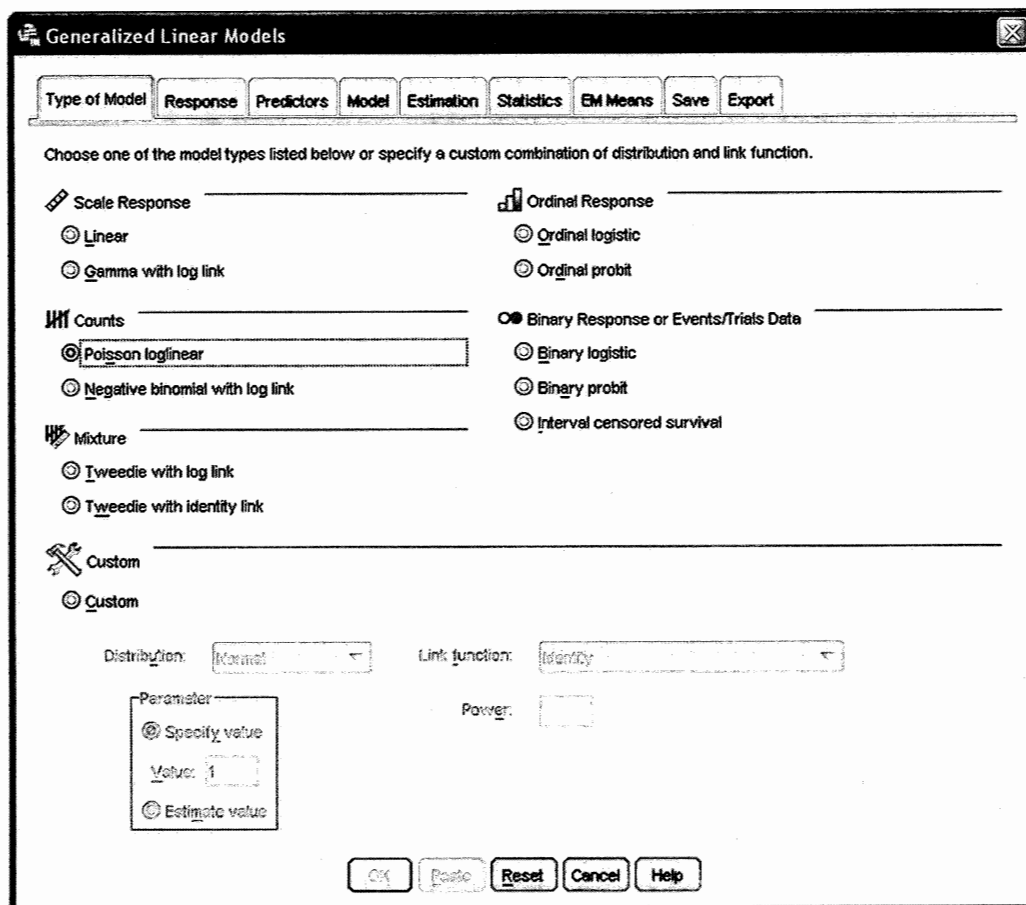 Generalized Linear Models
Type of Model Response Predictors Model Estimation Statistics EM Means Save Export
Choose one of the model types listed below or specify a custom combination of distribution and link function.
Scale Response
Linear
Gamma with log link
Counts
Poisson loglinear
Negative binomial with log link
Mixture
Tweedie with log link
Tweedie with identity link
Ordinal Response
Ordinal logistic
Ordinal probit
Binary Response or Events/Trials Data
Binary logistic
Binary probit
Interval censored survival
Custom
Custom
Distribution: Normal Link function: Identity
Parameter
Specify value
Value: 1
Estimate value
Power:
OK Paste Reset Cancel Help